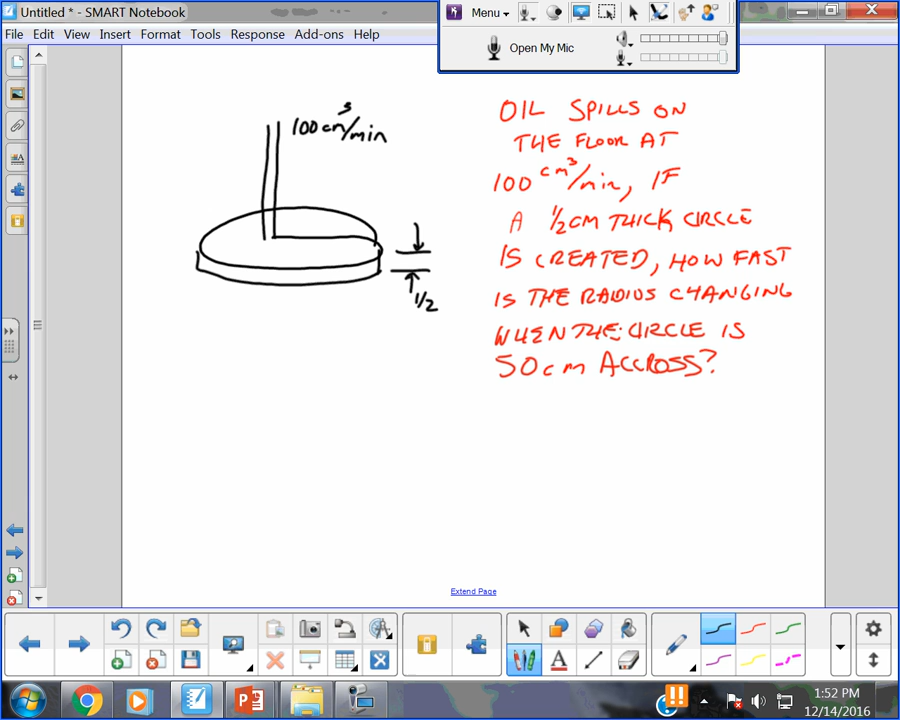 Untitled * - SMART Notebook
Menu
File Edit View Insert Format Tools Response Add-ons Help
Open My Mic
100 cm³/min
1/2
OIL SPILLS ON
THE FLOOR AT
100 cm³/min, IF
A 1/2 CM THICK CIRCLE
IS CREATED, HOW FAST
IS THE RADIUS CHANGING
WHEN THE CIRCLE IS
50cm ACCROSS?
Extend Page
1:52 PM
12/14/2016